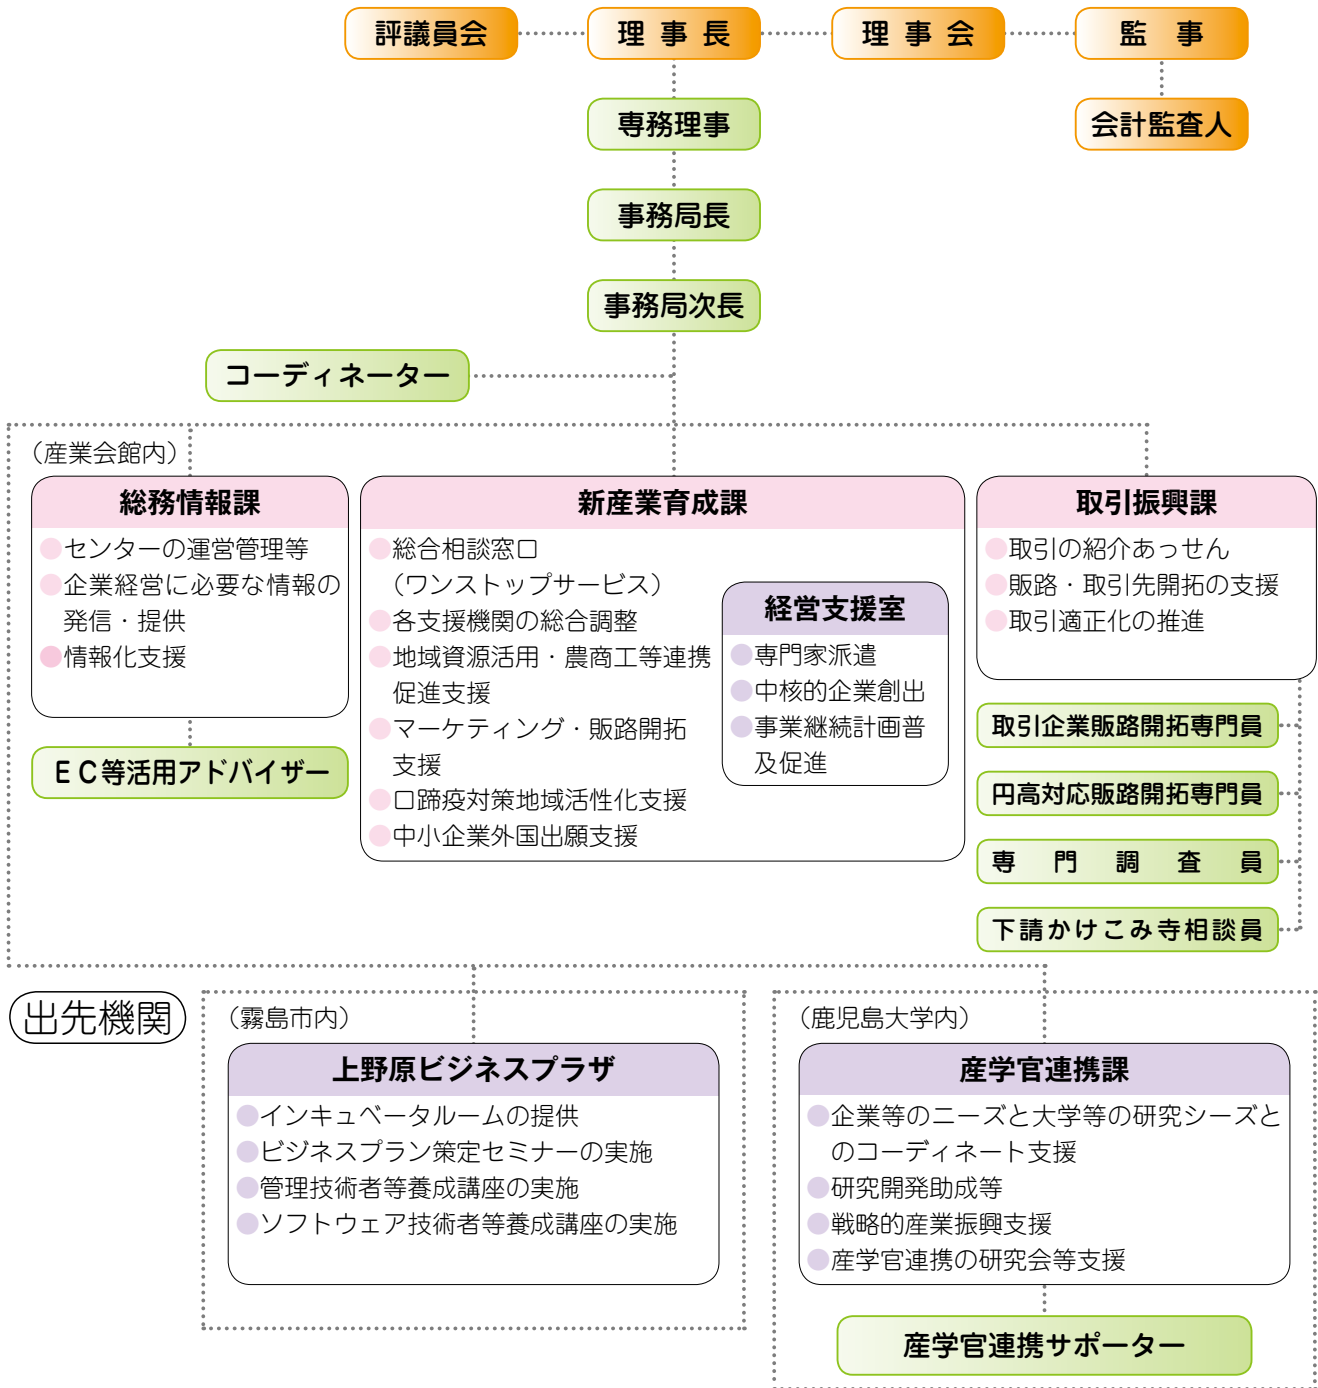 評議員会
理事長
理事会
監事
専務理事
会計監査人
事務局長
事務局次長
コーディネーター
（産業会館内）
総務情報課
●センターの運営管理等
●企業経営に必要な情報の
発信・提供
●情報化支援
EC等活用アドバイザー
新産業育成課
●総合相談窓口
（ワンストップサービス）
●各支援機関の総合調整
●地域資源活用・農商工等連携
促進支援
●マーケティング・販路開拓
支援
●口蹄疫対策地域活性化支援
●中小企業外国出願支援
経営支援室
●専門家派遣
●中核的企業創出
●事業継続計画普
及促進
取引振興課
●取引の紹介あっせん
●販路・取引先開拓の支援
●取引適正化の推進
取引企業販路開拓専門員
円高対応販路開拓専門員
専門調査員
下請かけこみ寺相談員
出先機関
（霧島市内）
上野原ビジネスプラザ
●インキュベータルームの提供
●ビジネスプラン策定セミナーの実施
●管理技術者等養成講座の実施
●ソフトウェア技術者等養成講座の実施
（鹿児島大学内）
産学官連携課
●企業等のニーズと大学等の研究シーズと
のコーディネート支援
●研究開発助成等
●戦略的産業振興支援
●産学官連携の研究会等支援
産学官連携サポーター